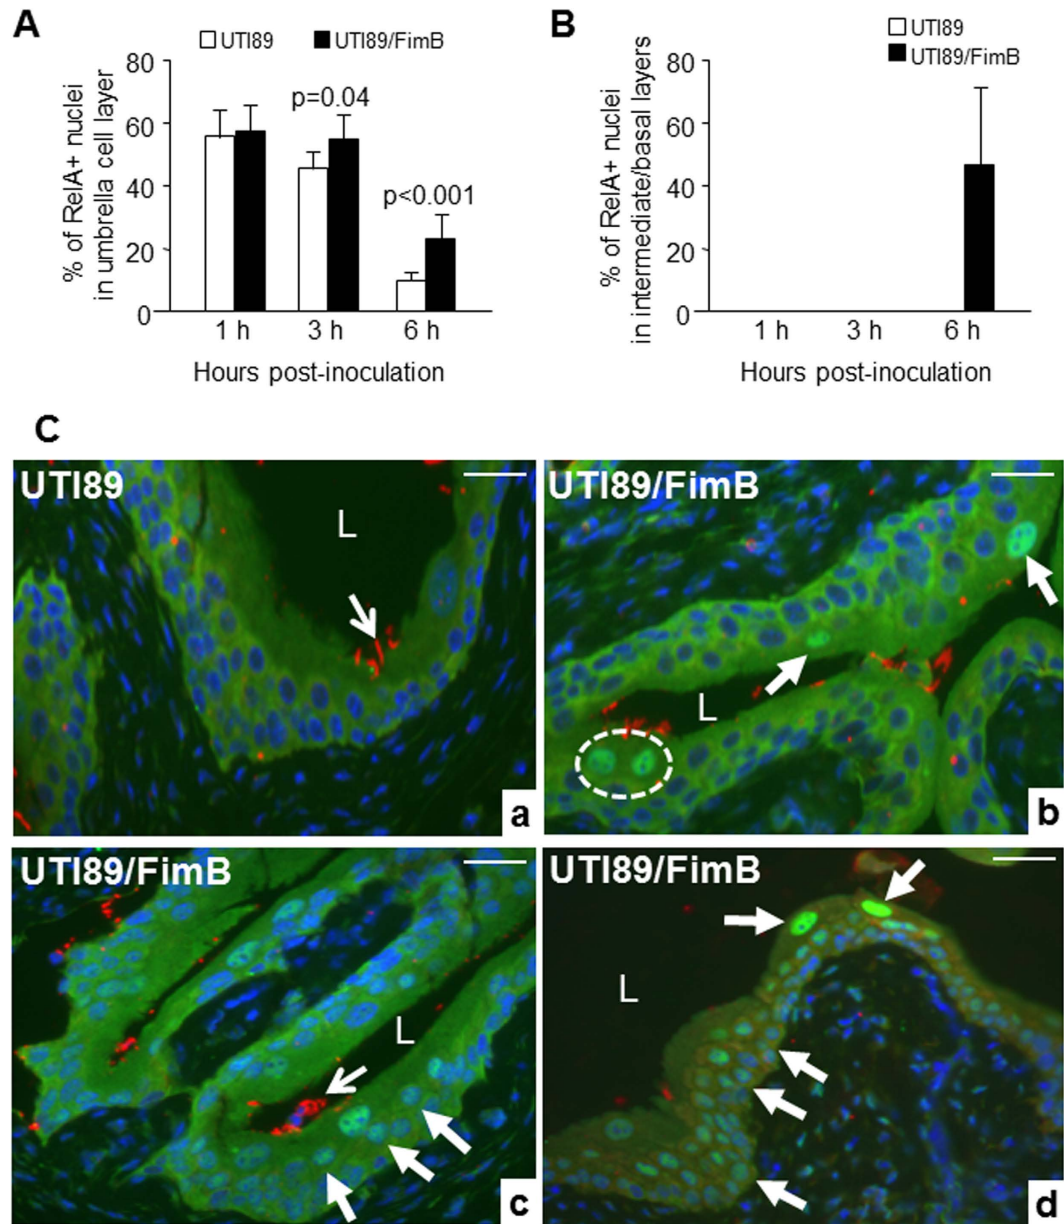 A
UTI89 UTI89/FimB
% of RelA+ nuclei
in umbrella cell layer
80
60
40
20
0
p=0.04
p<0.001
1 h 3 h 6 h
Hours post-inoculation
B
UTI89
UTI89/FimB
% of RelA+ nuclei
in intermediate/basal layers
80
60
40
20
0
1 h 3 h 6 h
Hours post-inoculation
C
UTI89
L
a
UTI89/FimB
L
b
UTI89/FimB
L
c
UTI89/FimB
L
d